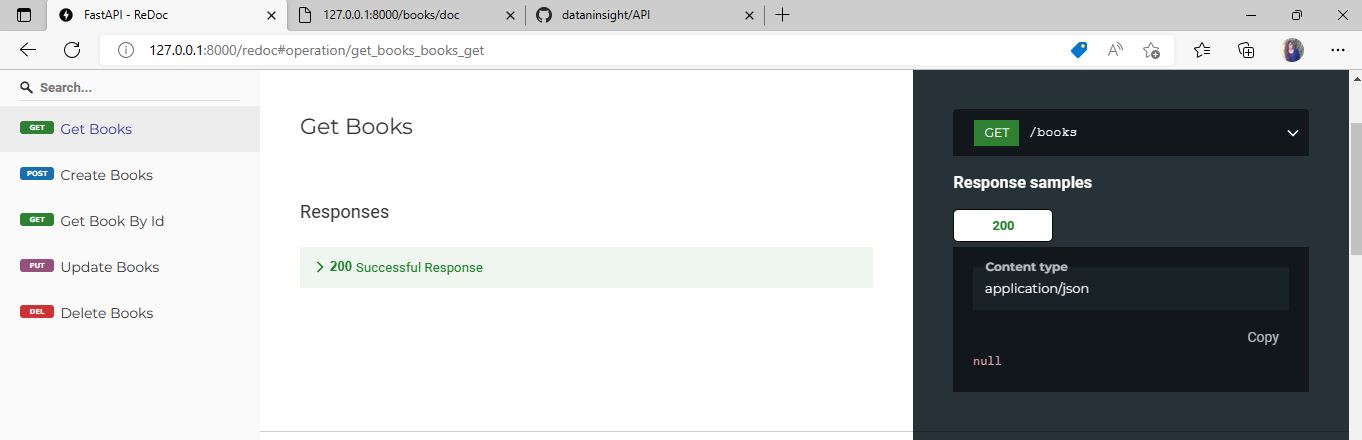 FastAPI - ReDoc
127.0.0.1:8000/books/doc
dataninsight/API
127.0.0.1:8000/redoc#operation/get_books_books_get
Search...
GET Get Books
POST Create Books
GET Get Book By Id
PUT Update Books
DEL Delete Books
Get Books
Responses
200 Successful Response
GET /books
Response samples
200
Content type
application/json
Copy
null